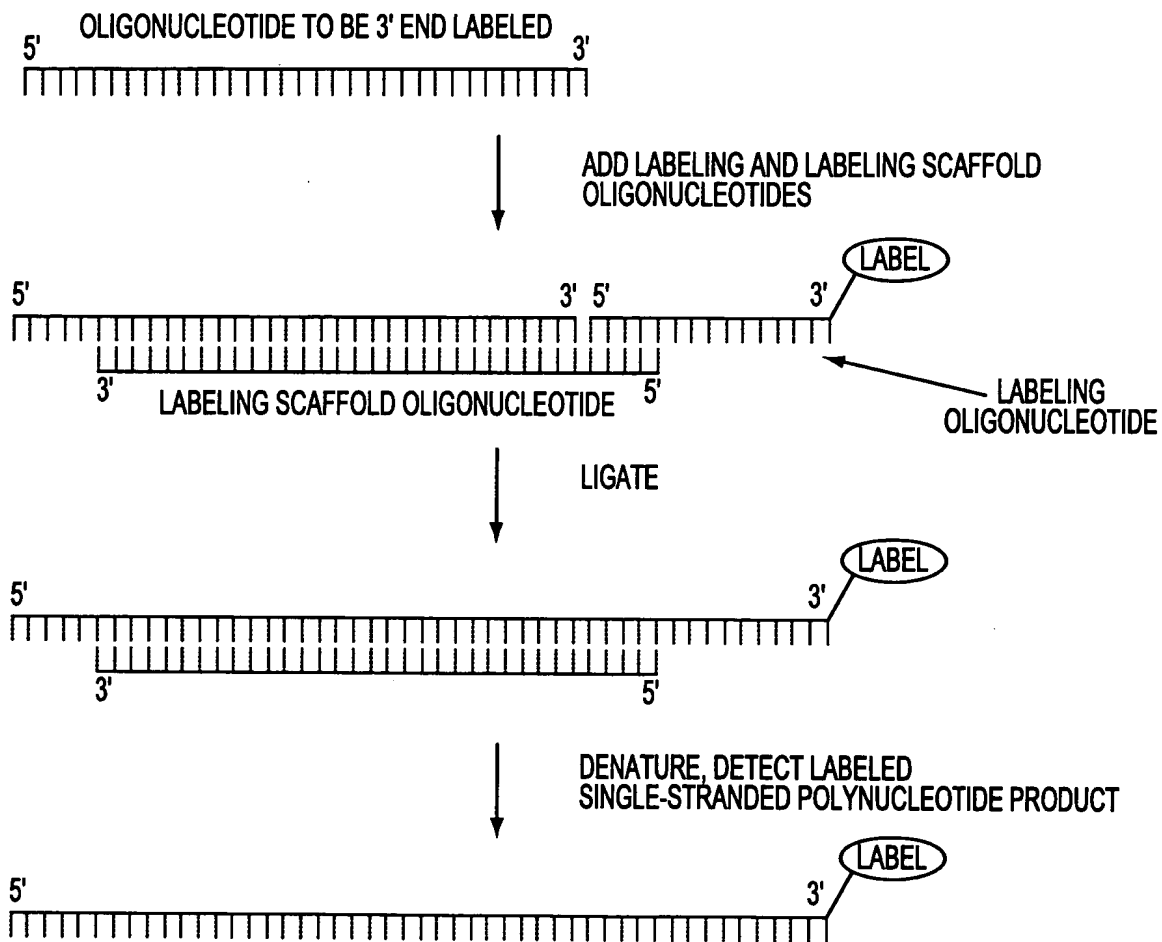 OLIGONUCLEOTIDE TO BE 3' END LABELED
5' 3'
ADD LABELING AND LABELING SCAFFOLD
OLIGONUCLEOTIDES
LABEL
5' 3' 5' 3'
3' 5'
LABELING SCAFFOLD OLIGONUCLEOTIDE
LABELING
OLIGONUCLEOTIDE
LIGATE
LABEL
5' 3'
3' 5'
DENATURE, DETECT LABELED
SINGLE-STRANDED POLYNUCLEOTIDE PRODUCT
LABEL
5' 3'